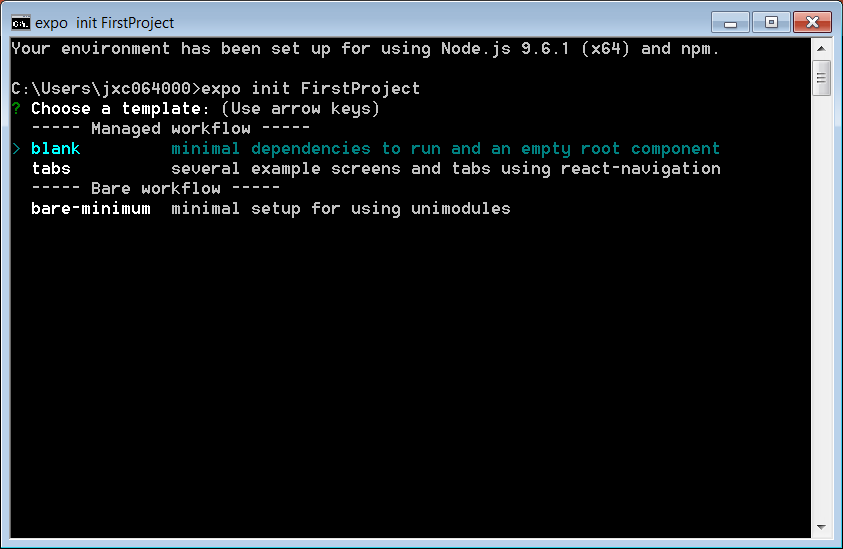 expo  init FirstProject
Your environment has been set up for using Node.js 9.6.1 (x64) and npm.
C:\Users\jxc064000>expo init FirstProject
? Choose a template: (Use arrow keys)
----- Managed workflow -----
> blank          minimal dependencies to run and an empty root component
tabs           several example screens and tabs using react-navigation
----- Bare workflow -----
bare-minimum   minimal setup for using unimodules